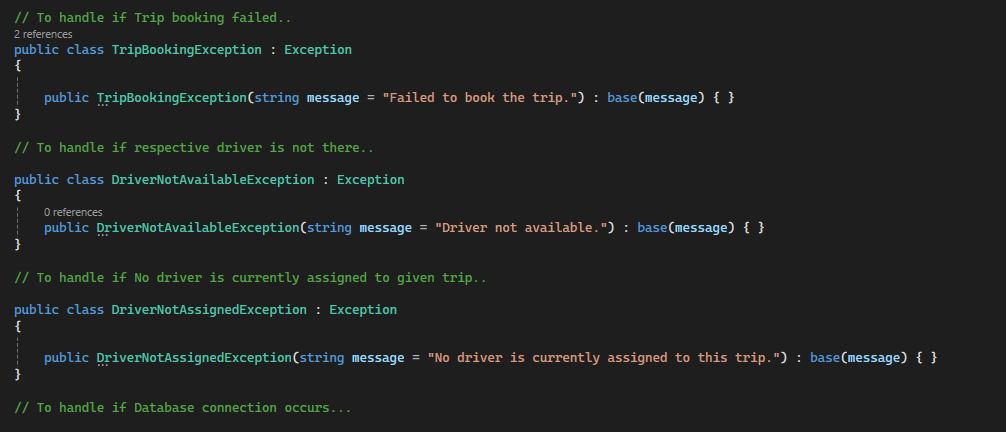 // To handle if Trip booking failed..
2 references
public class TripBookingException : Exception
{
public TripBookingException(string message = "Failed to book the trip.") : base(message) { }
}
// To handle if respective driver is not there..
public class DriverNotAvailableException : Exception
{
0 references
public DriverNotAvailableException(string message = "Driver not available.") : base(message) { }
}
// To handle if No driver is currently assigned to given trip..
public class DriverNotAssignedException : Exception
{
public DriverNotAssignedException(string message = "No driver is currently assigned to this trip.") : base(message) { }
}
// To handle if Database connection occurs...